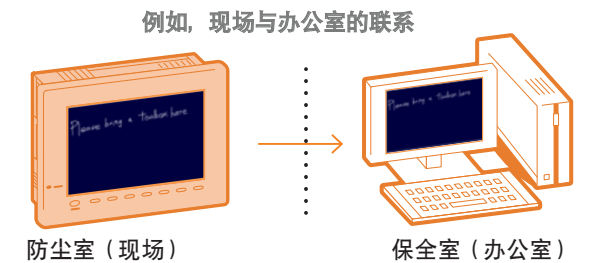 例如，现场与办公室的联系
Please bring a toolbox here
Please bring a toolbox here
防尘室（现场）
保全室（办公室）